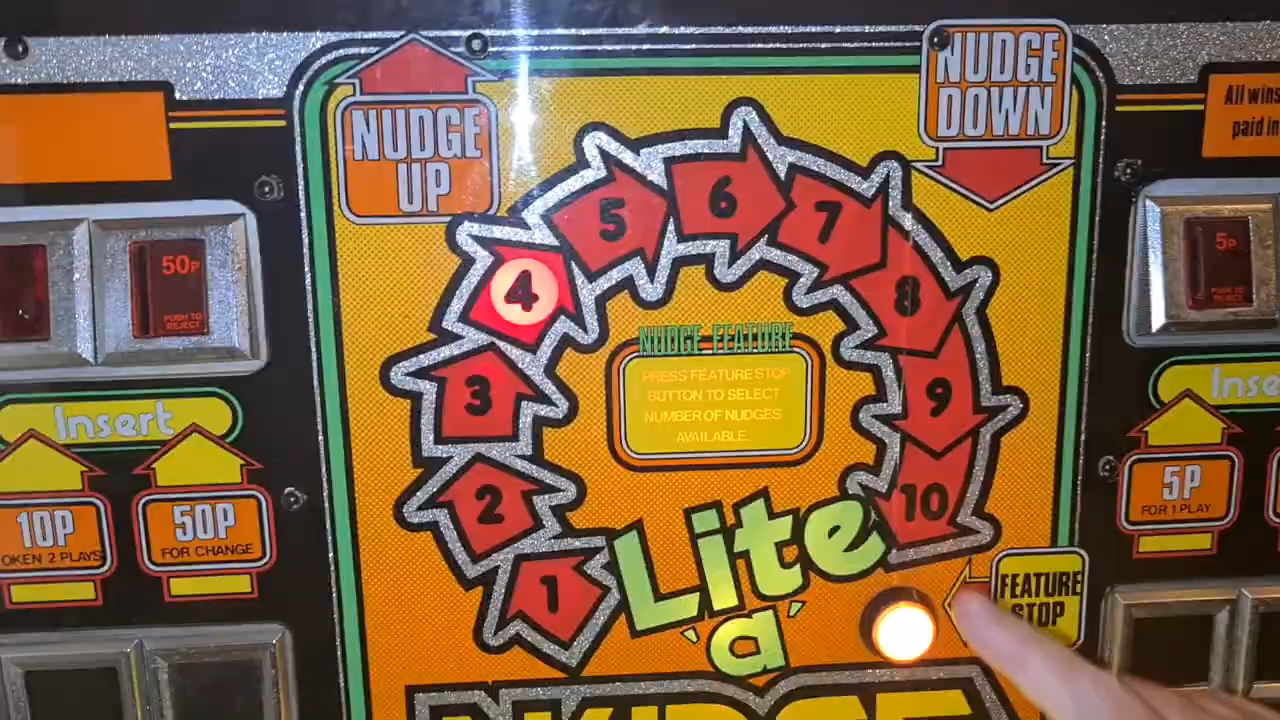 NUDGE
UP
NUDGE
DOWN
All wins
paid in
50P
PUSH TO
REJECT
5P
PUSH TO
REJECT
1
2
3
4
5
6
7
8
9
10
NUDGE FEATURE
PRESS FEATURE STOP
BUTTON TO SELECT
NUMBER OF NUDGES
AVAILABLE.
Insert
10P
OKEN 2 PLAYS
50P
FOR CHANGE
Inse
5P
FOR 1 PLAY
Lite
'a'
NUDGE
FEATURE
STOP